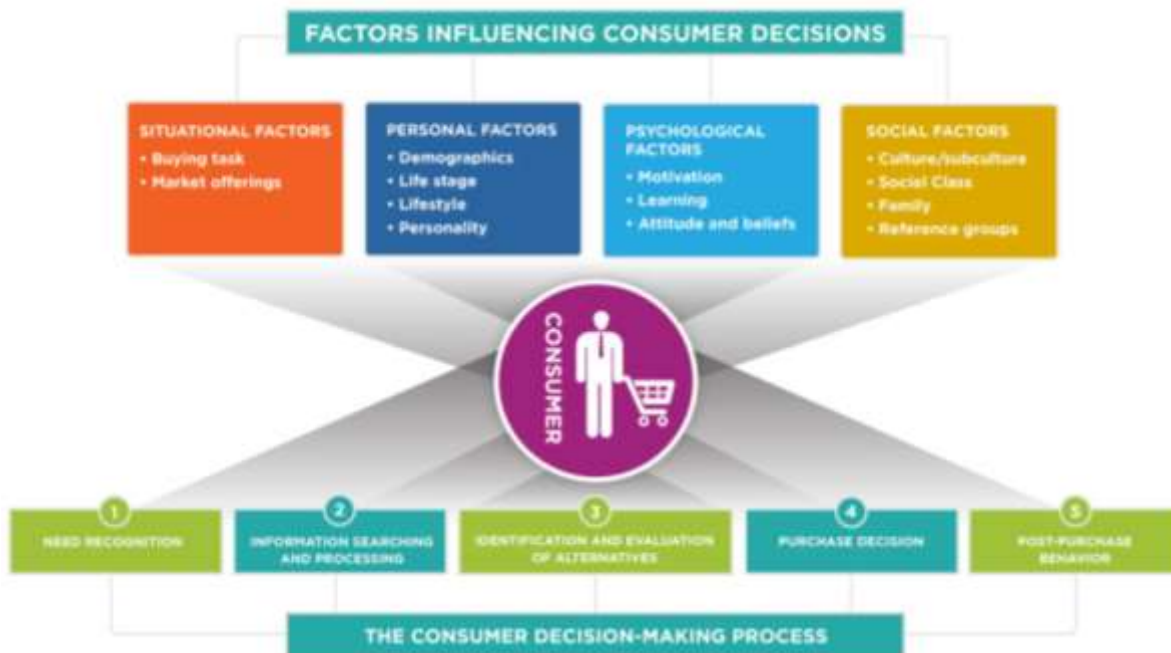 FACTORS INFLUENCING CONSUMER DECISIONS
SITUATIONAL FACTORS
• Buying task
• Market offerings
PERSONAL FACTORS
• Demographics
• Life stage
• Lifestyle
• Personality
PSYCHOLOGICAL
FACTORS
• Motivation
• Learning
• Attitude and beliefs
SOCIAL FACTORS
• Culture/subculture
• Social Class
• Family
• Reference groups
CONSUMER
1
NEED RECOGNITION
2
INFORMATION SEARCHING
AND PROCESSING
3
IDENTIFICATION AND EVALUATION
OF ALTERNATIVES
4
PURCHASE DECISION
5
POST-PURCHASE
BEHAVIOR
THE CONSUMER DECISION-MAKING PROCESS